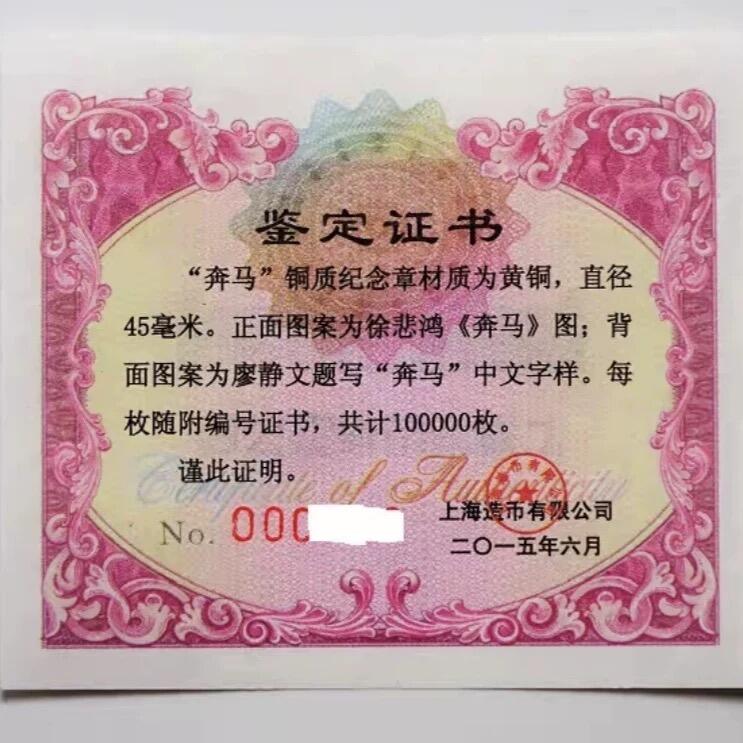 鉴定证书
“奔马”铜质纪念章材质为黄铜，直径
45毫米。正面图案为徐悲鸿《奔马》图；背
面图案为廖静文题写“奔马”中文字样。每
枚随附编号证书，共计100000枚。
谨此证明。
Certificate of Authenticity
No. 000
上海造币有限公司
二〇一五年六月